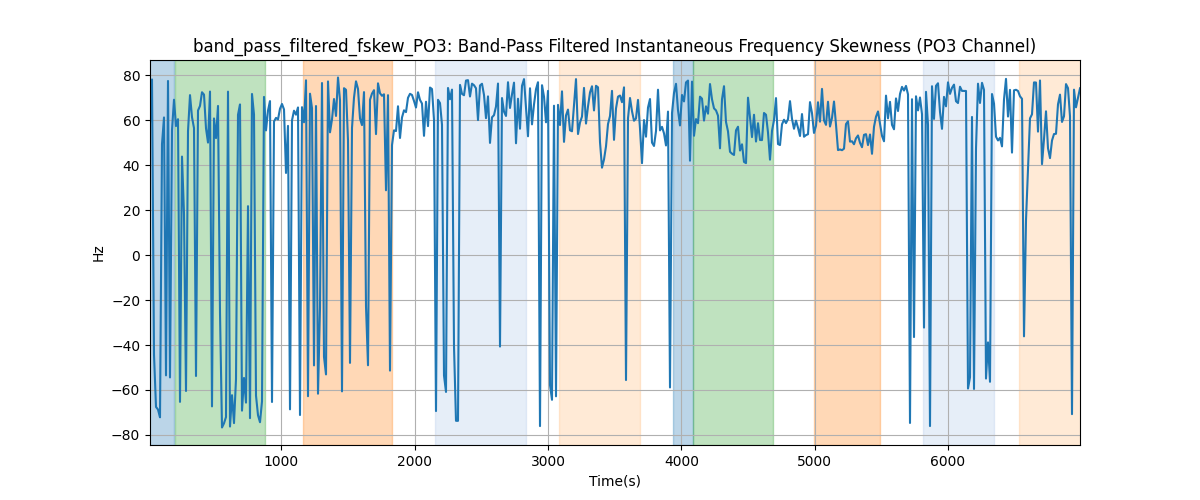 band_pass_filtered_fskew_PO3: Band-Pass Filtered Instantaneous Frequency Skewness (PO3 Channel)
80
60
40
20
0
−20
−40
−60
−80
Hz
1000 2000 3000 4000 5000 6000
Time(s)